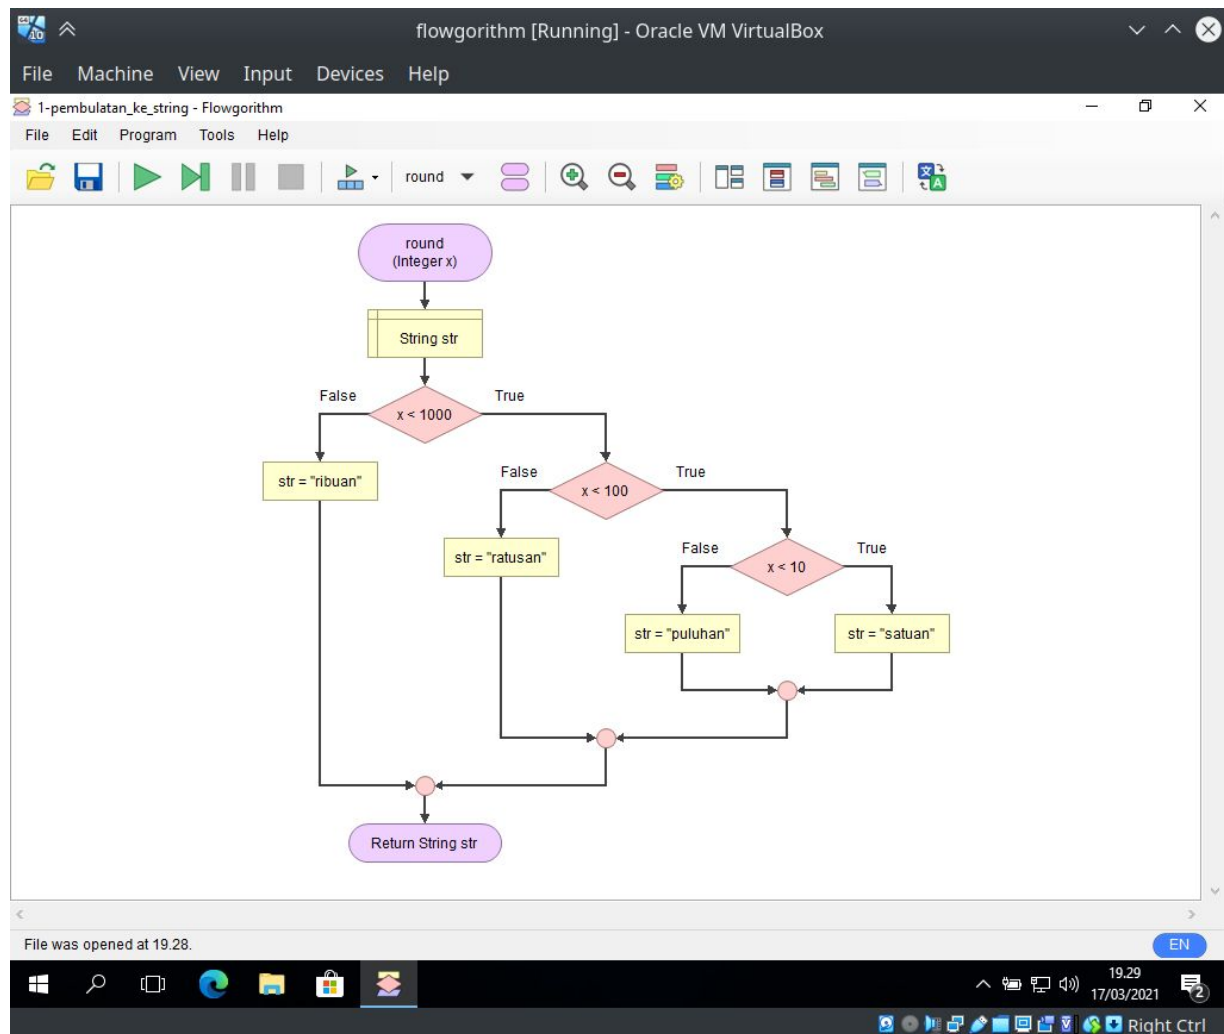 flowgorithm [Running] - Oracle VM VirtualBox
File Machine View Input Devices Help
1-pembulatan_ke_string - Flowgorithm
File Edit Program Tools Help
round
round
(Integer x)
String str
False True
x < 1000
str = "ribuan"
False True
x < 100
str = "ratusan"
False True
x < 10
str = "puluhan" str = "satuan"
Return String str
File was opened at 19.28.
EN
19.29
17/03/2021
2
Right Ctrl